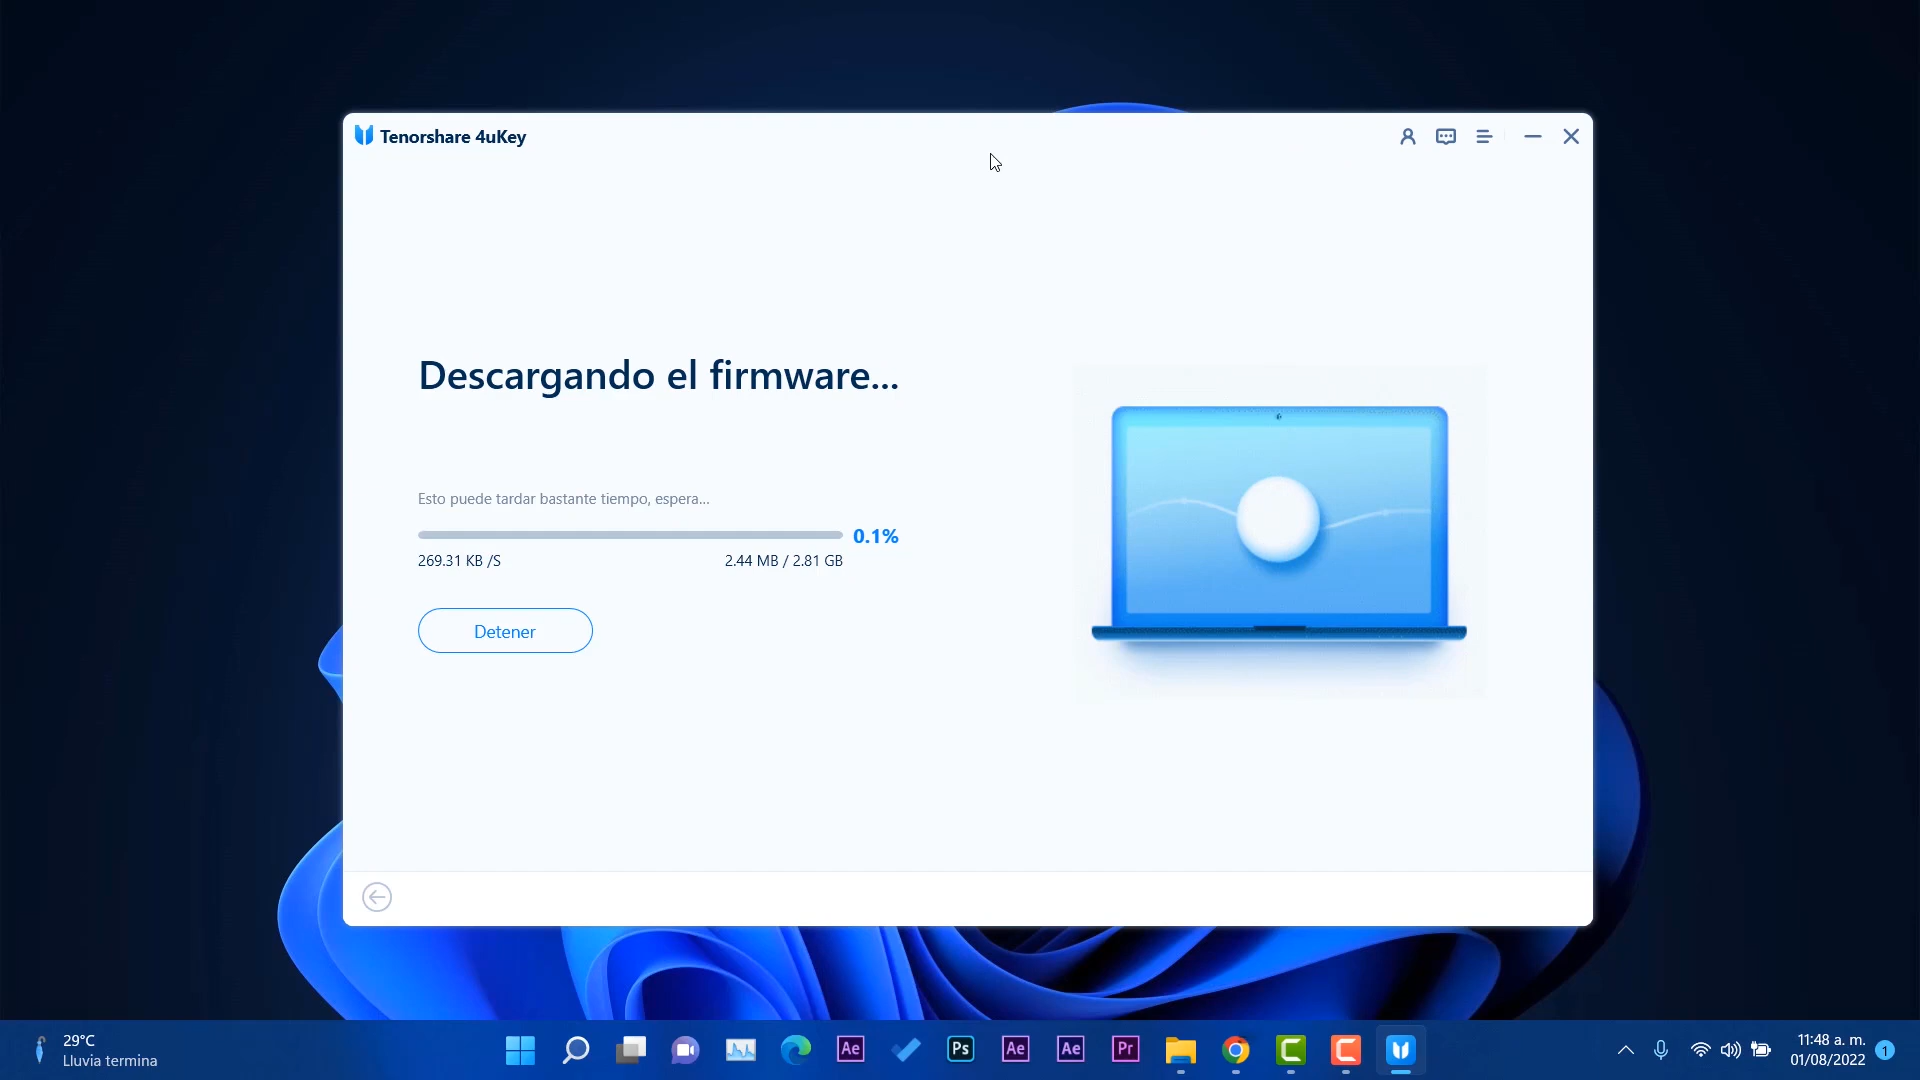 Tenorshare 4uKey
Descargando el firmware...
Esto puede tardar bastante tiempo, espera...
0.1%
269.31 KB /S
2.44 MB / 2.81 GB
Detener
29°C
Lluvia termina
Ae
Ps
Ae
Ae
Pr
11:48 a. m.
01/08/2022
1